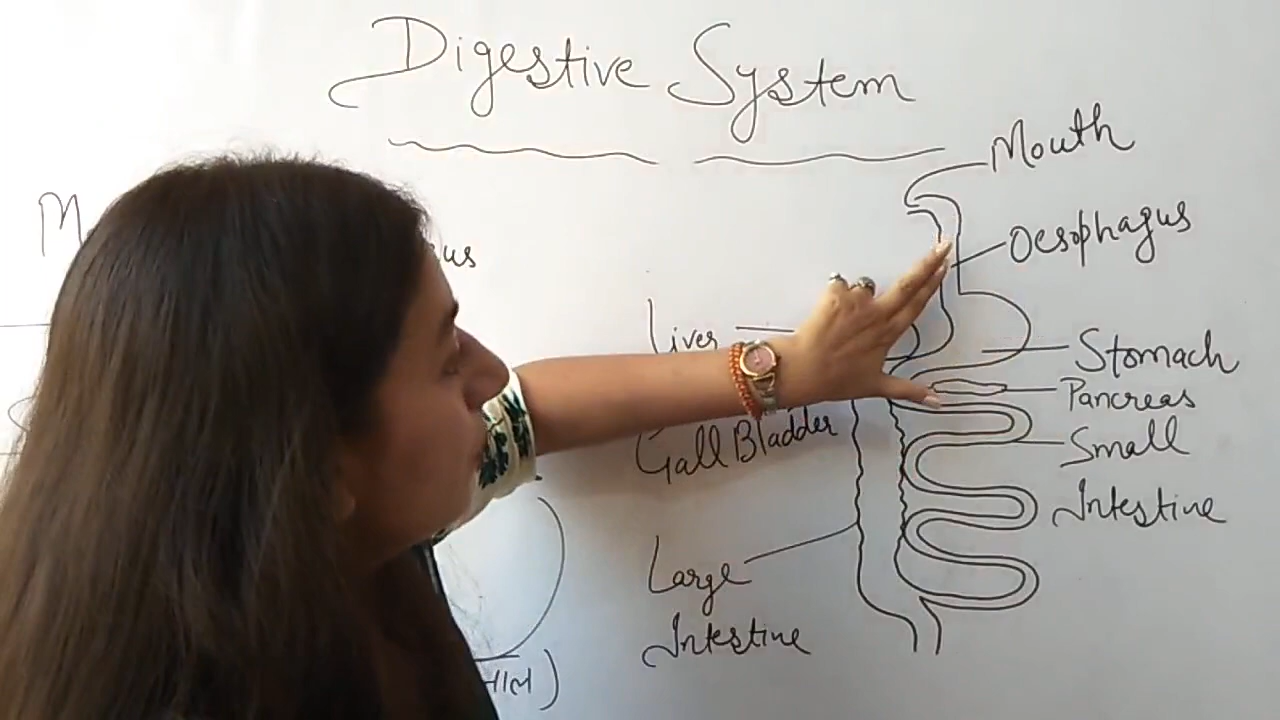 Digestive System
Mouth
Oesophagus
Liver
Stomach
Pancreas
Gall Bladder
Small
Intestine
Large
Intestine